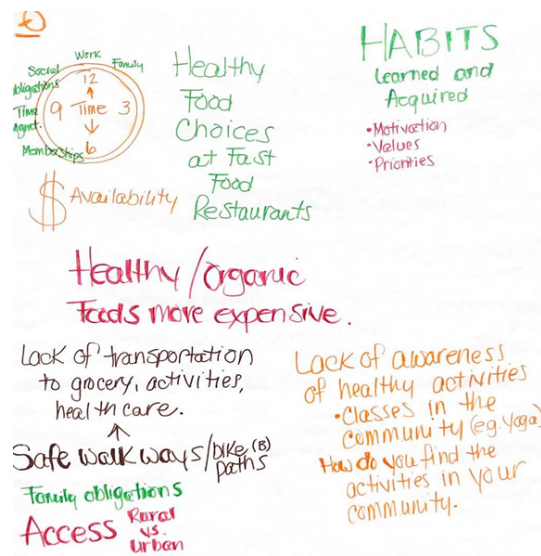 Work
Social
Family
obligations
12
9 Time 3
Time
Mgmt.
6
Memberships
$ Availability
Healthy
Food
Choices
at Fast
Food
Restaurants
HABITS
Learned and
Acquired
•Motivation
•Values
•Priorities
Healthy/organic
Foods more expensive.
Lack of transportation
to grocery, activities,
health care.
Safe walkways/bike (B)
paths
Family obligations
Access Rural
vs.
Urban
Lack of awareness
of healthy activities
•Classes in the
community (eg. Yoga)
How do you find the
activities in your
community.